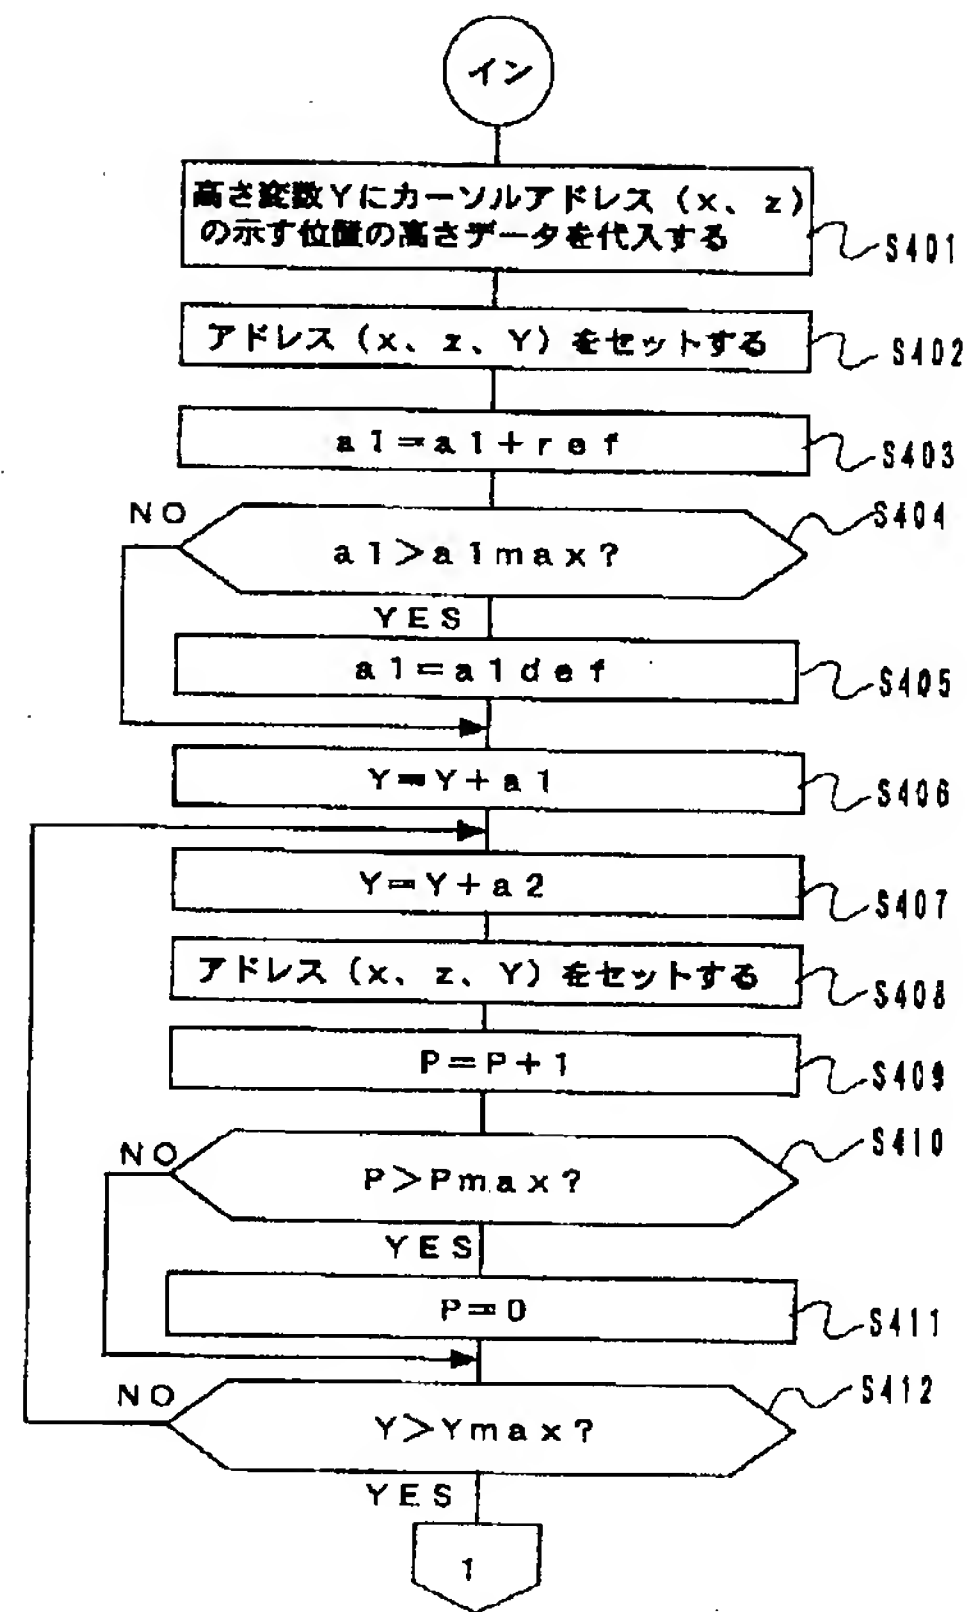 イン
高さ変数Yにカーソルアドレス(x、z)
の示す位置の高さデータを代入する
S401
アドレス(x、z、Y)をセットする
S402
a1=a1+ref
S403
NO
a1>a1max?
S404
YES
a1=a1def
S405
Y=Y+a1
S406
Y=Y+a2
S407
アドレス(x、z、Y)をセットする
S408
P=P+1
S409
NO
P>Pmax?
S410
YES
P=0
S411
NO
Y>Ymax?
S412
YES
1